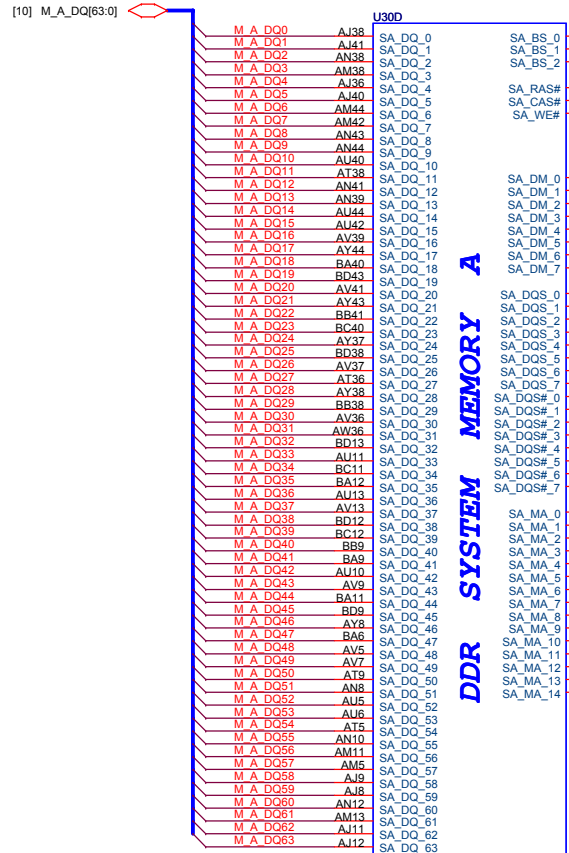 [10] M_A_DQ[63:0]
U30D
M_A_DQ0 AJ38 SA_DQ_0 SA_BS_0
M_A_DQ1 AJ41 SA_DQ_1 SA_BS_1
M_A_DQ2 AN38 SA_DQ_2 SA_BS_2
M_A_DQ3 AM38 SA_DQ_3
M_A_DQ4 AJ36 SA_DQ_4 SA_RAS#
M_A_DQ5 AJ40 SA_DQ_5 SA_CAS#
M_A_DQ6 AM44 SA_DQ_6 SA_WE#
M_A_DQ7 AM42 SA_DQ_7
M_A_DQ8 AN43 SA_DQ_8
M_A_DQ9 AN44 SA_DQ_9
M_A_DQ10 AU40 SA_DQ_10
M_A_DQ11 AT38 SA_DQ_11 SA_DM_0
M_A_DQ12 AN41 SA_DQ_12 SA_DM_1
M_A_DQ13 AN39 SA_DQ_13 SA_DM_2
M_A_DQ14 AU44 SA_DQ_14 SA_DM_3
M_A_DQ15 AU42 SA_DQ_15 SA_DM_4
M_A_DQ16 AV39 SA_DQ_16 SA_DM_5
M_A_DQ17 AY44 SA_DQ_17 SA_DM_6
M_A_DQ18 BA40 SA_DQ_18 SA_DM_7
M_A_DQ19 BD43 SA_DQ_19
M_A_DQ20 AV41 SA_DQ_20 SA_DQS_0
M_A_DQ21 AY43 SA_DQ_21 SA_DQS_1
M_A_DQ22 BB41 SA_DQ_22 SA_DQS_2
M_A_DQ23 BC40 SA_DQ_23 SA_DQS_3
M_A_DQ24 AY37 SA_DQ_24 SA_DQS_4
M_A_DQ25 BD38 SA_DQ_25 SA_DQS_5
M_A_DQ26 AV37 SA_DQ_26 SA_DQS_6
M_A_DQ27 AT36 SA_DQ_27 SA_DQS_7
M_A_DQ28 AY38 SA_DQ_28 SA_DQS#_0
M_A_DQ29 BB38 SA_DQ_29 SA_DQS#_1
M_A_DQ30 AV36 SA_DQ_30 SA_DQS#_2
M_A_DQ31 AW36 SA_DQ_31 SA_DQS#_3
M_A_DQ32 BD13 SA_DQ_32 SA_DQS#_4
M_A_DQ33 AU11 SA_DQ_33 SA_DQS#_5
M_A_DQ34 BC11 SA_DQ_34 SA_DQS#_6
M_A_DQ35 BA12 SA_DQ_35 SA_DQS#_7
M_A_DQ36 AU13 SA_DQ_36
M_A_DQ37 AV13 SA_DQ_37 SA_MA_0
M_A_DQ38 BD12 SA_DQ_38 SA_MA_1
M_A_DQ39 BC12 SA_DQ_39 SA_MA_2
M_A_DQ40 BB9 SA_DQ_40 SA_MA_3
M_A_DQ41 BA9 SA_DQ_41 SA_MA_4
M_A_DQ42 AU10 SA_DQ_42 SA_MA_5
M_A_DQ43 AV9 SA_DQ_43 SA_MA_6
M_A_DQ44 BA11 SA_DQ_44 SA_MA_7
M_A_DQ45 BD9 SA_DQ_45 SA_MA_8
M_A_DQ46 AY8 SA_DQ_46 SA_MA_9
M_A_DQ47 BA6 SA_DQ_47 SA_MA_10
M_A_DQ48 AV5 SA_DQ_48 SA_MA_11
M_A_DQ49 AV7 SA_DQ_49 SA_MA_12
M_A_DQ50 AT9 SA_DQ_50 SA_MA_13
M_A_DQ51 AN8 SA_DQ_51 SA_MA_14
M_A_DQ52 AU5 SA_DQ_52
M_A_DQ53 AU6 SA_DQ_53
M_A_DQ54 AT5 SA_DQ_54
M_A_DQ55 AN10 SA_DQ_55
M_A_DQ56 AM11 SA_DQ_56
M_A_DQ57 AM5 SA_DQ_57
M_A_DQ58 AJ9 SA_DQ_58
M_A_DQ59 AJ8 SA_DQ_59
M_A_DQ60 AN12 SA_DQ_60
M_A_DQ61 AM13 SA_DQ_61
M_A_DQ62 AJ11 SA_DQ_62
M_A_DQ63 AJ12 SA_DQ_63
DDR SYSTEM MEMORY A